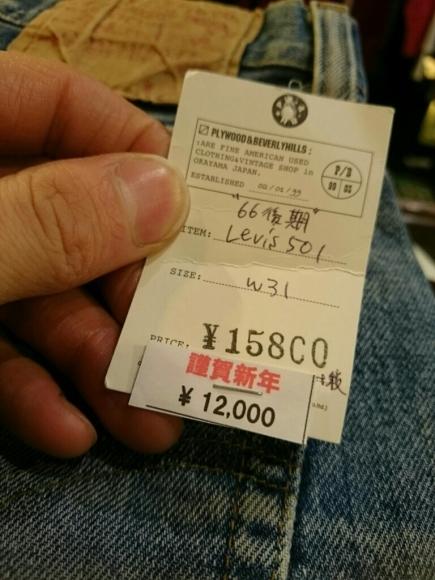 PLYWOOD&BEVERLYHILLS:
:ARE FINE AMERICAN USED
CLOTHING&VINTAGE SHOP in
OKAYAMA JAPAN.
ESTABLISHED
P/B
"66後期"
ITEM: Levi's 501
SIZE: W31
PRICE: ¥15800
謹賀新年
¥ 12,000